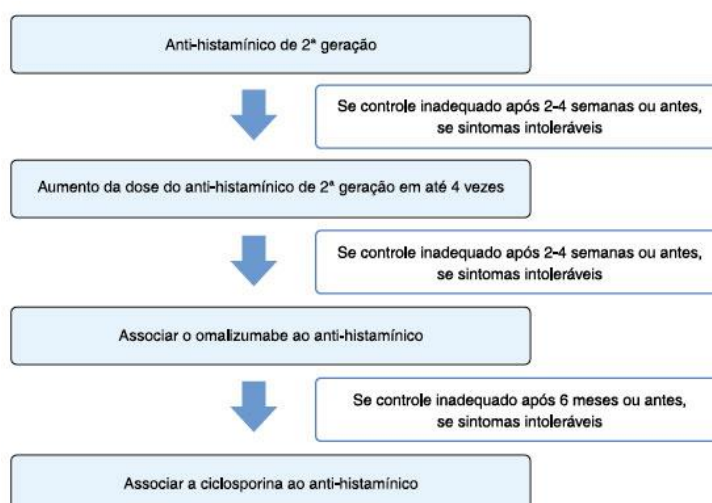 Anti-histamínico de 2ª geração
Se controle inadequado após 2-4 semanas ou antes,
se sintomas intoleráveis
Aumento da dose do anti-histamínico de 2ª geração em até 4 vezes
Se controle inadequado após 2-4 semanas ou antes,
se sintomas intoleráveis
Associar o omalizumabe ao anti-histamínico
Se controle inadequado após 6 meses ou antes,
se sintomas intoleráveis
Associar a ciclosporina ao anti-histamínico